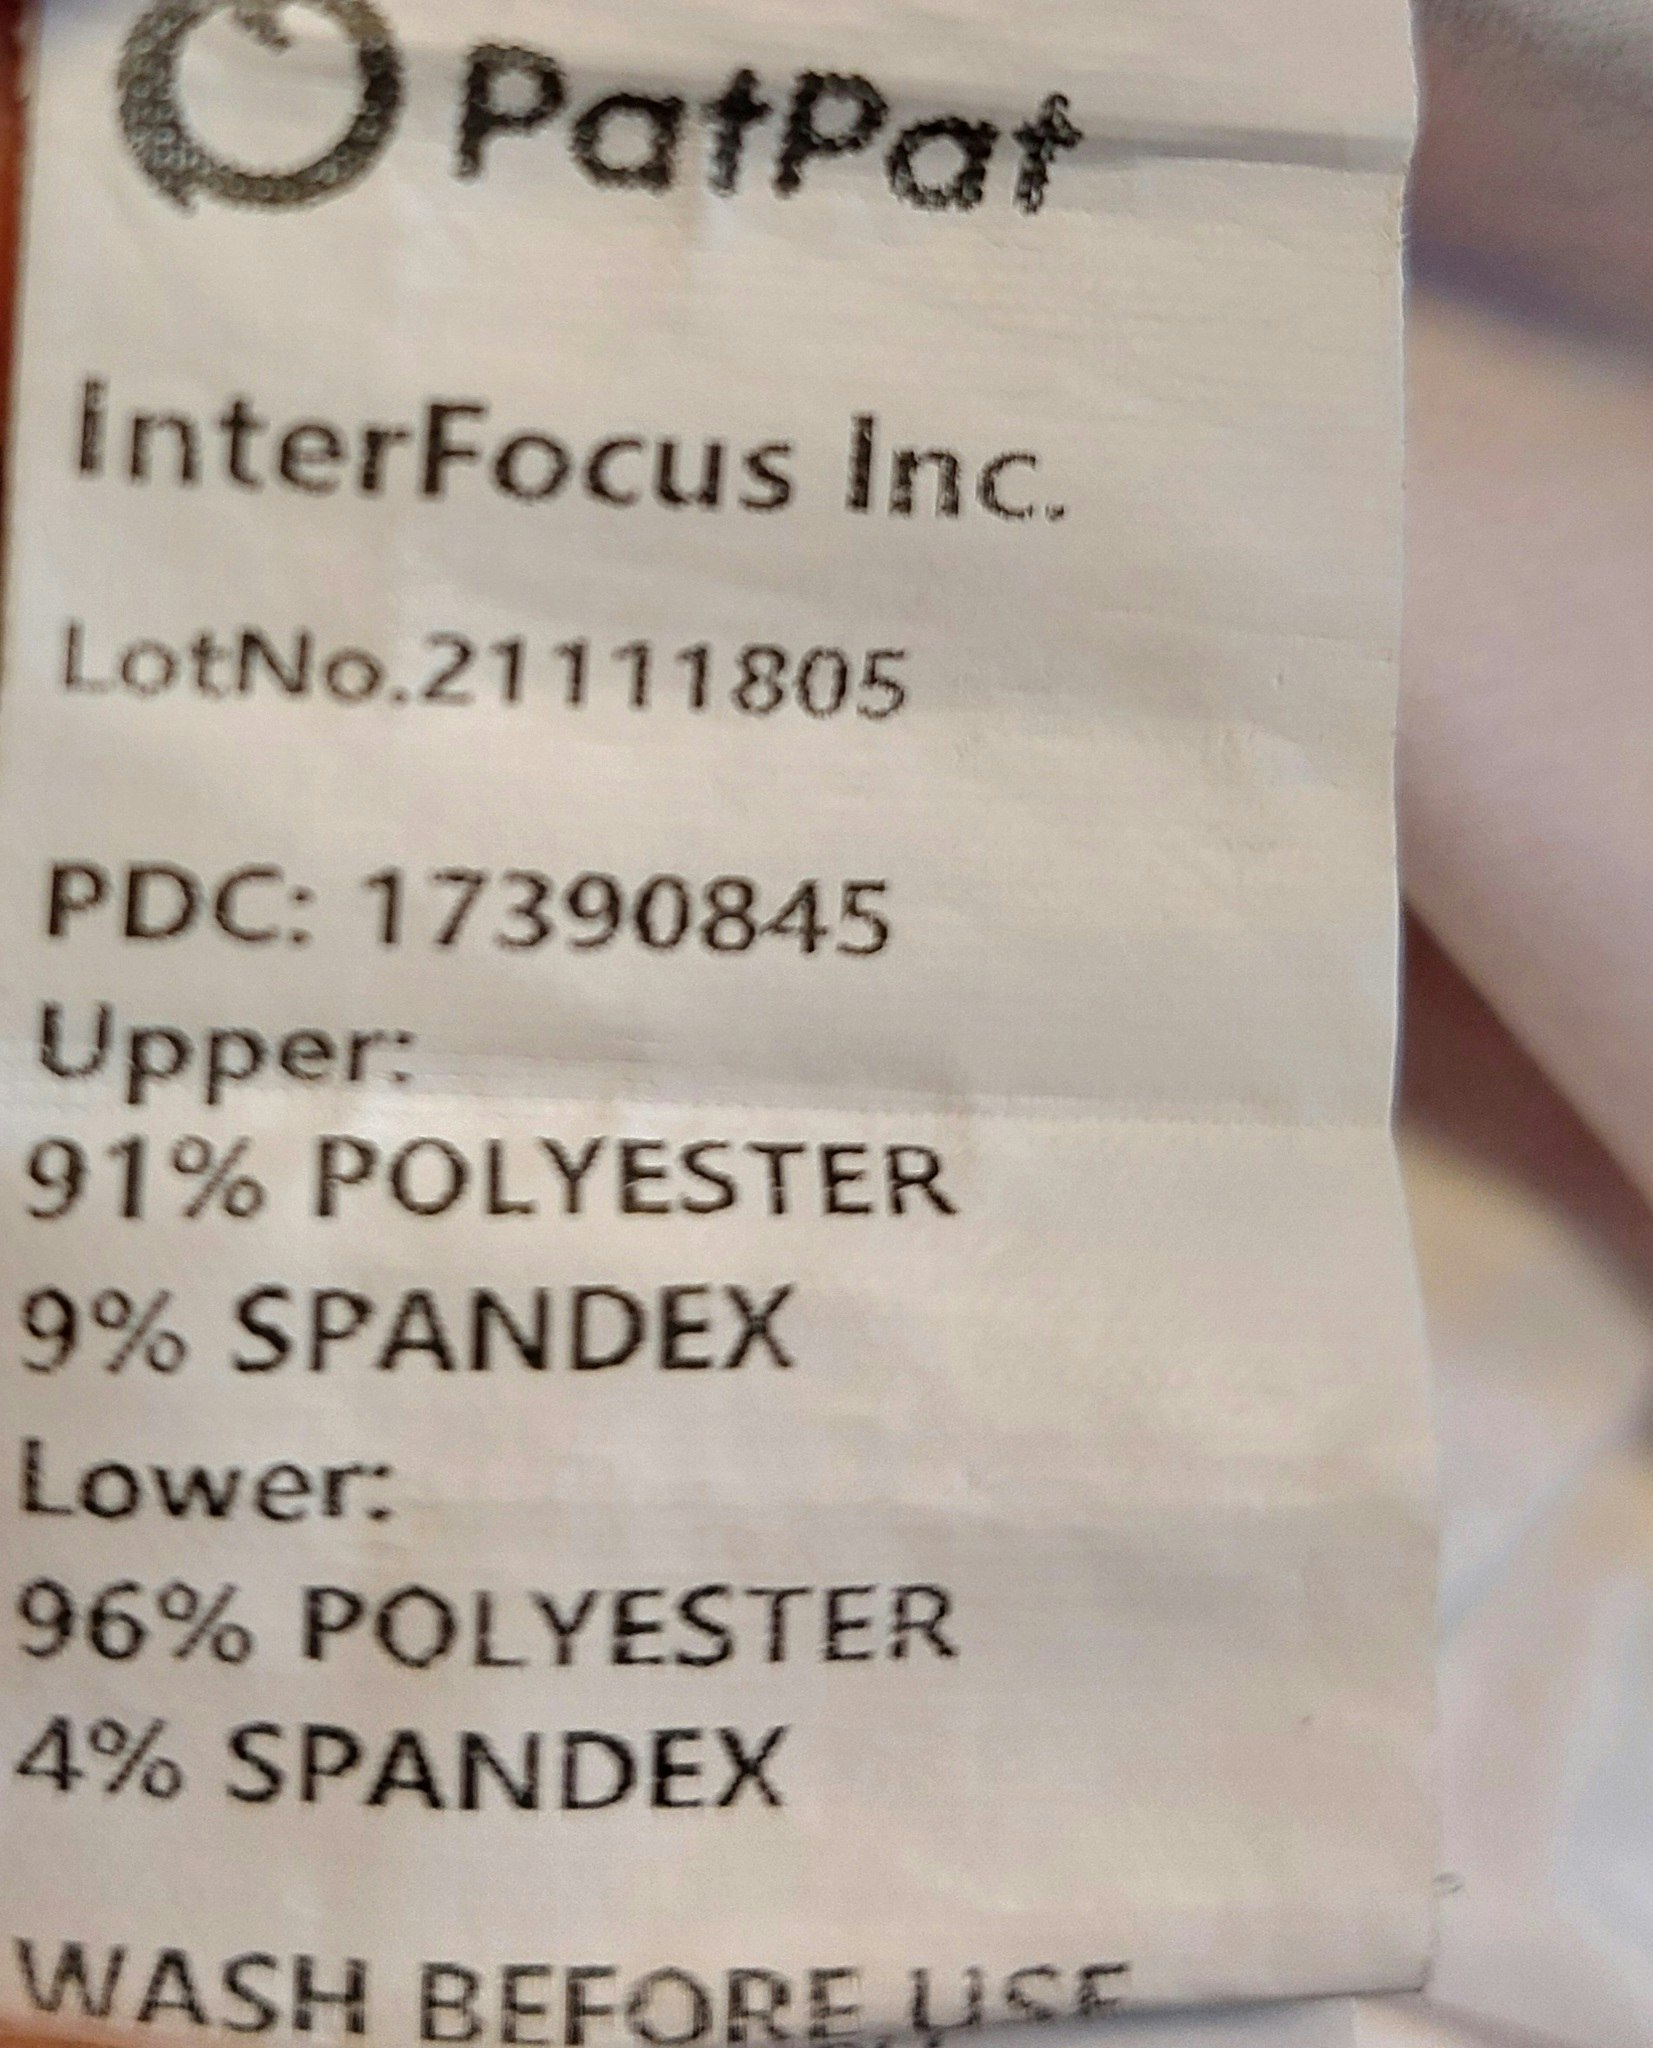 PatPat
InterFocus Inc.
LotNo.21111805
PDC: 17390845
Upper:
91% POLYESTER
9% SPANDEX
Lower:
96% POLYESTER
4% SPANDEX
WASH BEFORE USE